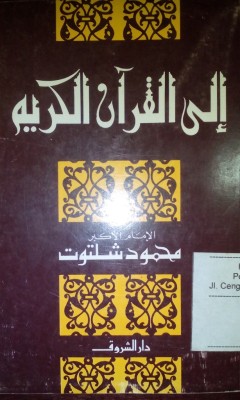 إلى القرآن الكريم
الإمام الأكبر
محمود شلتوت
دار الشروق
Jl. Ceng